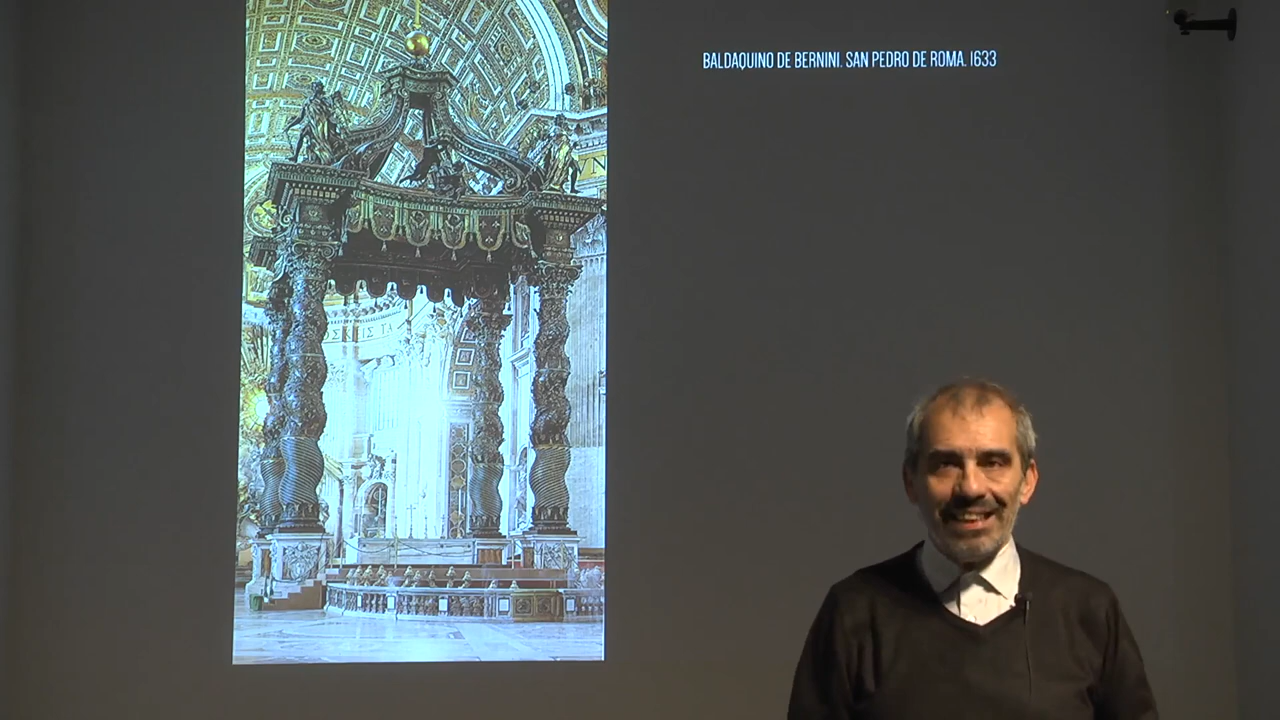 BALDAQUINO DE BERNINI. SAN PEDRO DE ROMA. 1633